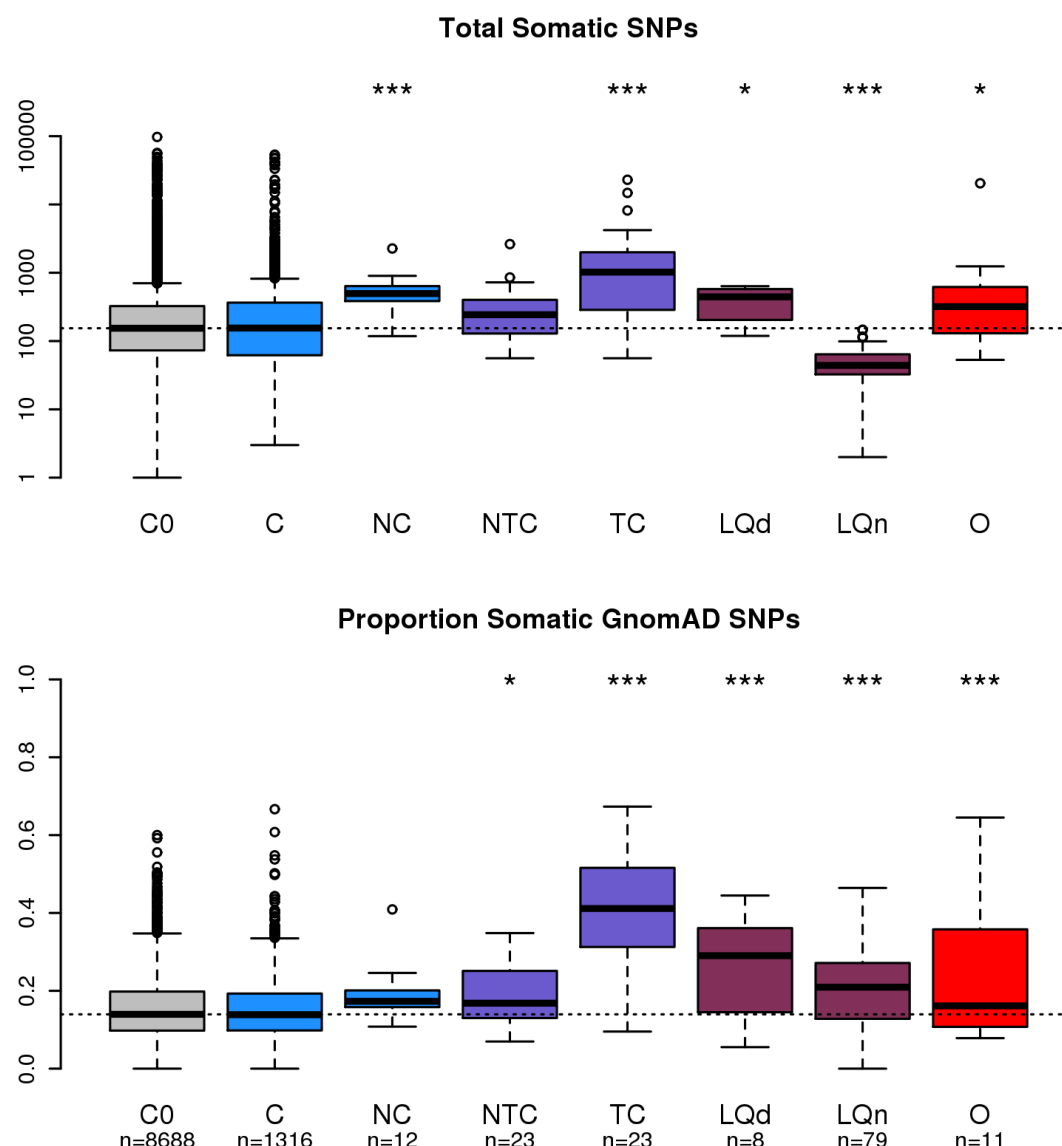 Total Somatic SNPs
*** *** * *** *
100000
1000
100
10
1
C0 C NC NTC TC LQd LQn O
Proportion Somatic GnomAD SNPs
* *** *** *** ***
1.0
0.8
0.6
0.4
0.2
0.0
C0 C NC NTC TC LQd LQn O
n=8688 n=1316 n=12 n=23 n=23 n=8 n=79 n=11